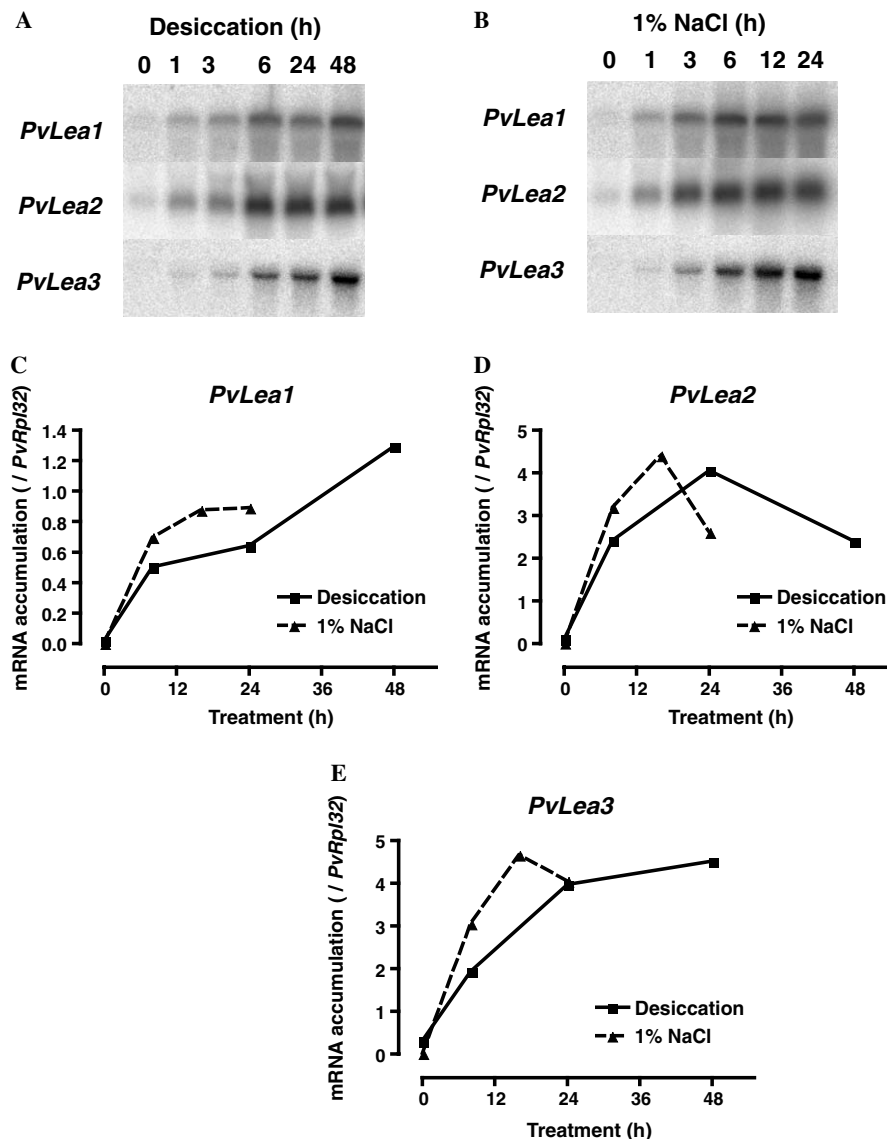 A
Desiccation (h)
0 1 3 6 24 48
PvLea1
PvLea2
PvLea3
B
1% NaCl (h)
0 1 3 6 12 24
PvLea1
PvLea2
PvLea3
C
PvLea1
mRNA accumulation ( / PvRpl32)
1.4
1.2
1.0
0.8
0.6
0.4
0.2
0.0
Desiccation
1% NaCl
0 12 24 36 48
Treatment (h)
D
PvLea2
mRNA accumulation ( / PvRpl32)
5
4
3
2
1
0
Desiccation
1% NaCl
0 12 24 36 48
Treatment (h)
E
PvLea3
mRNA accumulation ( / PvRpl32)
5
4
3
2
1
0
Desiccation
1% NaCl
0 12 24 36 48
Treatment (h)